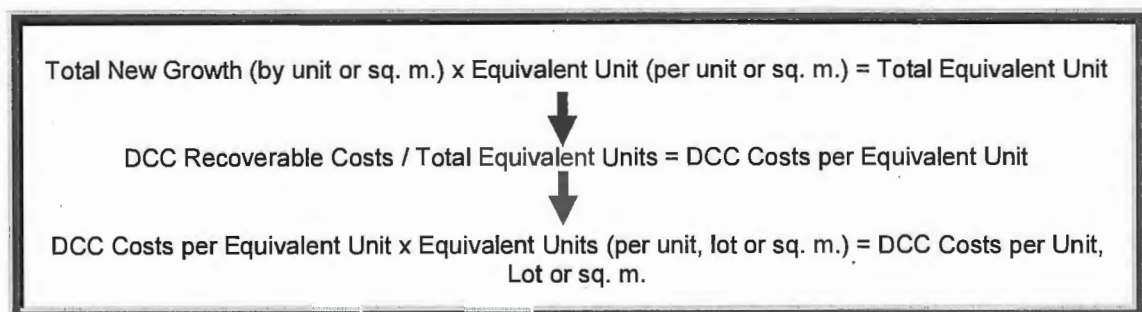 Total New Growth (by unit or sq. m.) x Equivalent Unit (per unit or sq. m.) = Total Equivalent Unit
DCC Recoverable Costs / Total Equivalent Units = DCC Costs per Equivalent Unit
DCC Costs per Equivalent Unit x Equivalent Units (per unit, lot or sq. m.) = DCC Costs per Unit,
Lot or sq. m.